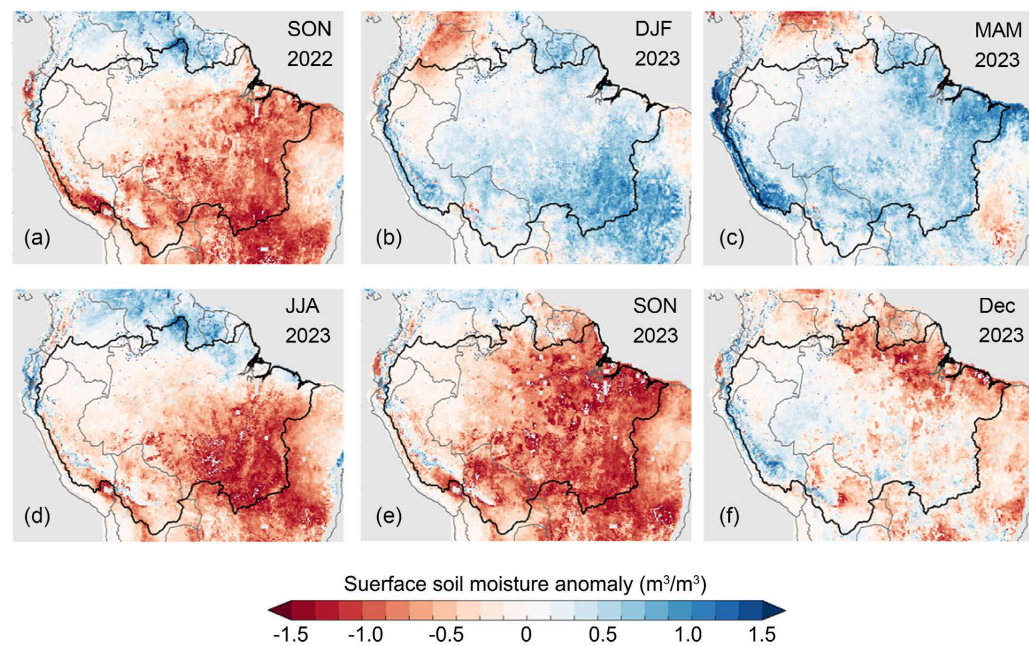 SON
2022
(a)
DJF
2023
(b)
MAM
2023
(c)
JJA
2023
(d)
SON
2023
(e)
Dec
2023
(f)
Suerface soil moisture anomaly (m³/m³)
-1.5 -1.0 -0.5 0 0.5 1.0 1.5